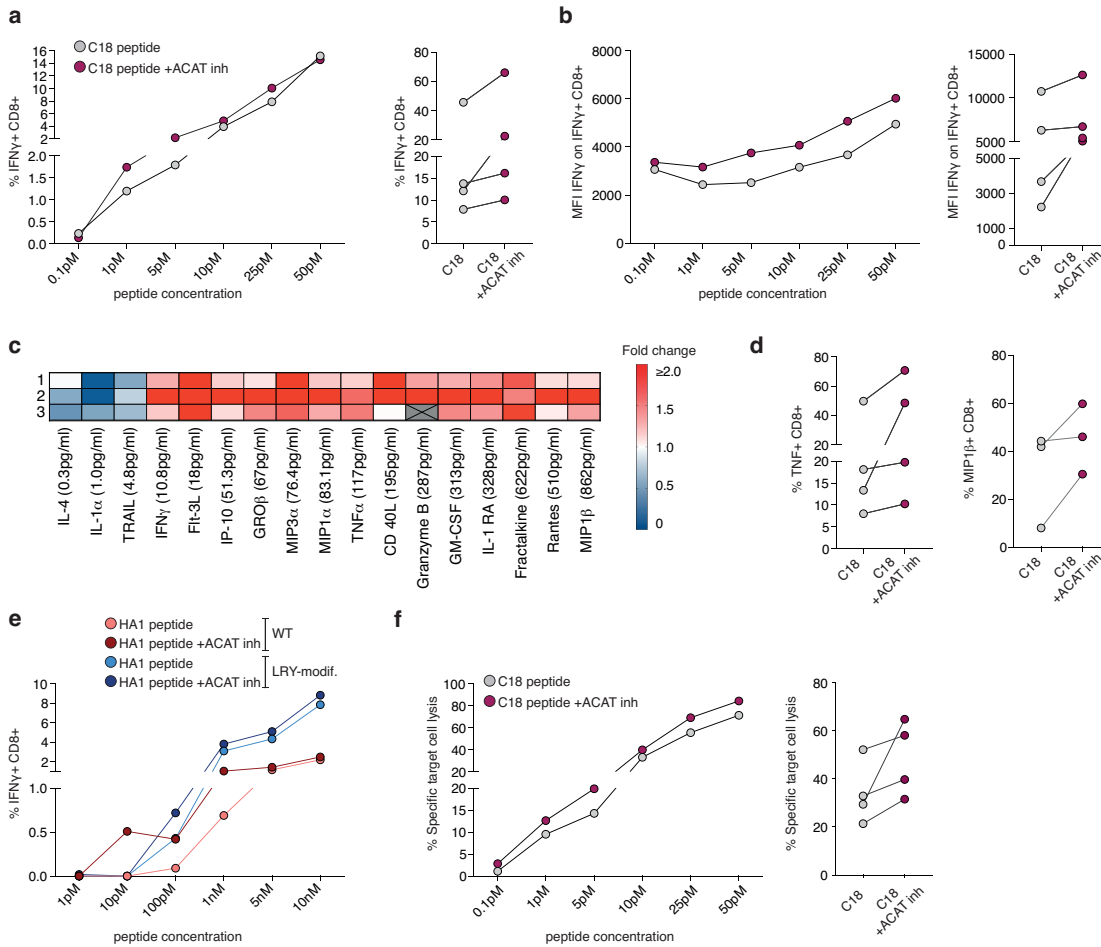 a
C18 peptide
C18 peptide +ACAT inh
% IFNγ+ CD8+
16
14
12
10
8
6
4
2
2.0
1.5
1.0
0.5
0.0
0.1pM
1pM
5pM
10pM
25pM
50pM
peptide concentration
% IFNγ+ CD8+
80
60
40
20
20
15
10
5
0
C18
C18
+ACAT inh
b
MFI IFNγ on IFNγ+ CD8+
8000
6000
4000
2000
0
0.1pM
1pM
5pM
10pM
25pM
50pM
peptide concentration
MFI IFNγ on IFNγ+ CD8+
15000
10000
5000
5000
3000
1000
0
C18
C18
+ACAT inh
c
1
2
3
IL-4 (0.3pg/ml)
IL-1α (1.0pg/ml)
TRAIL (4.8pg/ml)
IFNγ (10.8pg/ml)
Flt-3L (18pg/ml)
IP-10 (51.3pg/ml)
GROβ (67pg/ml)
MIP3α (76.4pg/ml)
MIP1α (83.1pg/ml)
TNFα (117pg/ml)
CD 40L (195pg/ml)
Granzyme B (287pg/ml)
GM-CSF (313pg/ml)
IL-1 RA (328pg/ml)
Fractalkine (622pg/ml)
Rantes (510pg/ml)
MIP1β (862pg/ml)
Fold change
≥2.0
1.0
0
d
% TNF+ CD8+
80
60
40
20
20
15
10
5
0
C18
C18
+ACAT inh
% MIP1β+ CD8+
80
60
40
20
0
C18
C18
+ACAT inh
e
HA1 peptide
HA1 peptide +ACAT inh
WT
HA1 peptide
HA1 peptide +ACAT inh
LRY-modif.
% IFNγ+ CD8+
10
8
6
4
2
1.0
0.5
0.0
1pM
10pM
100pM
1nM
5nM
10nM
peptide concentration
f
C18 peptide
C18 peptide +ACAT inh
% Specific target cell lysis
100
80
60
40
20
20
15
10
5
0
0.1pM
1pM
5pM
10pM
25pM
50pM
peptide concentration
% Specific target cell lysis
80
60
40
20
0
C18
C18
+ACAT inh